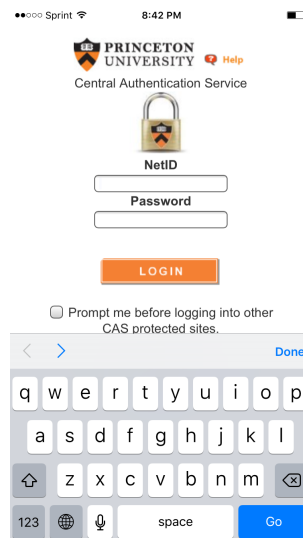 Sprint 8:42 PM
PRINCETON
UNIVERSITY Help
Central Authentication Service
NetID
Password
LOGIN
Prompt me before logging into other
CAS protected sites.
Done
q w e r t y u i o p
a s d f g h j k l
z x c v b n m
123 space Go